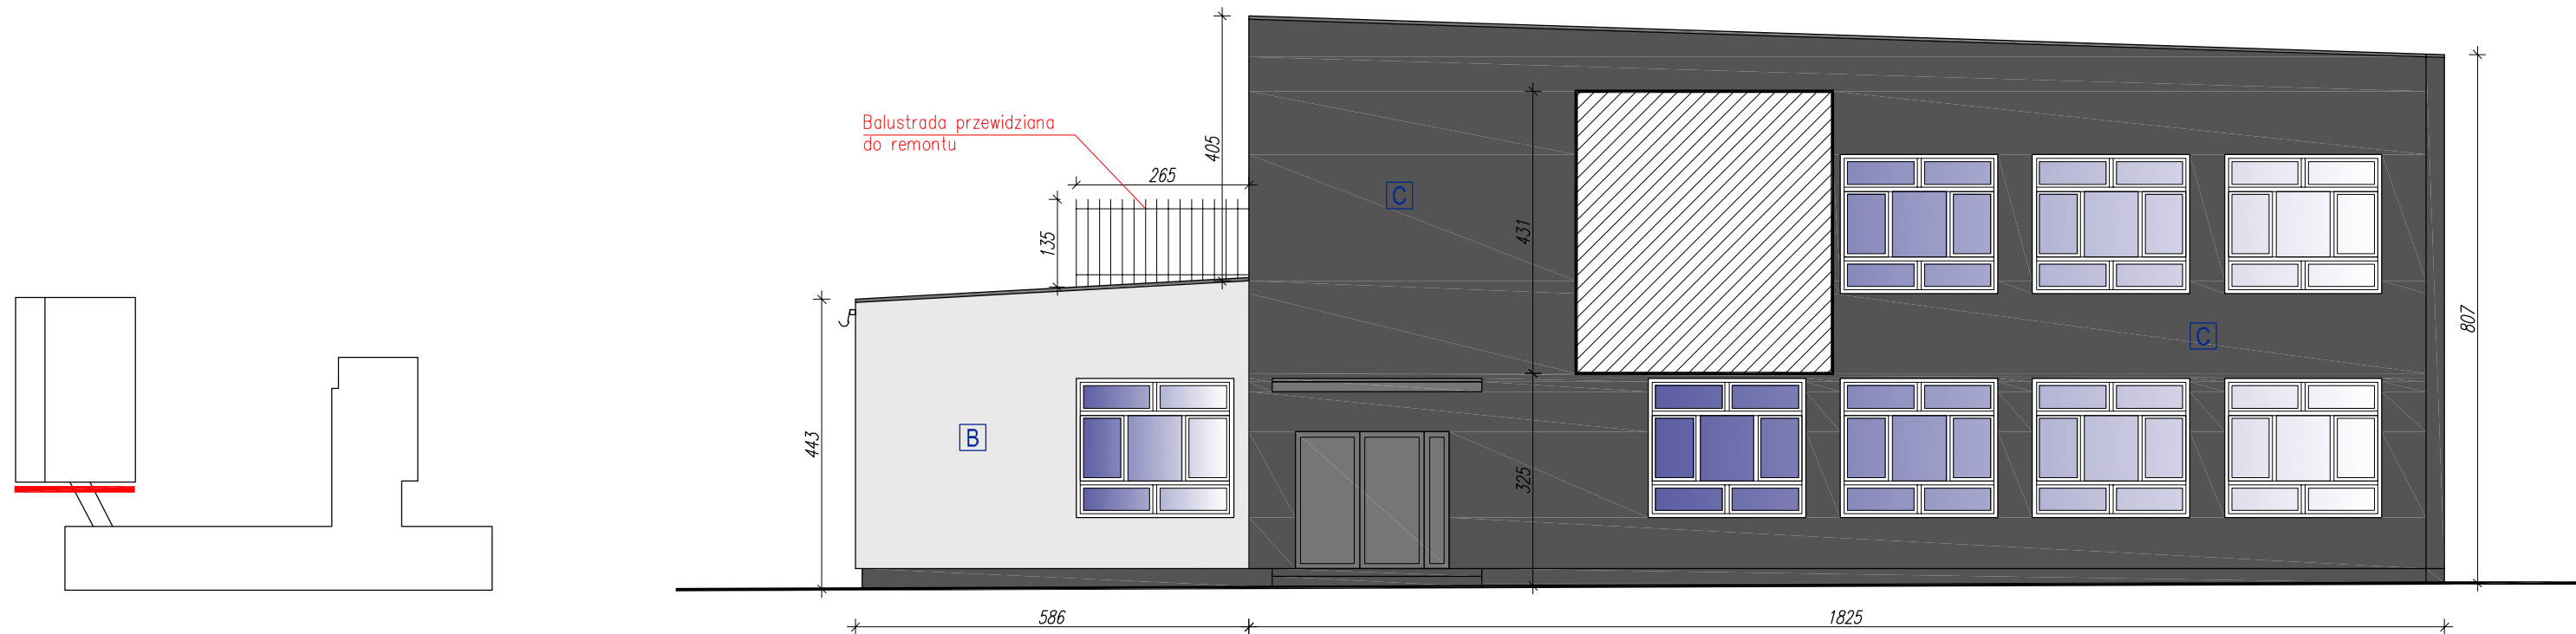 Balustrada przewidziana
do remontu
265
405
135
431
C
C
807
443
B
325
586
1825